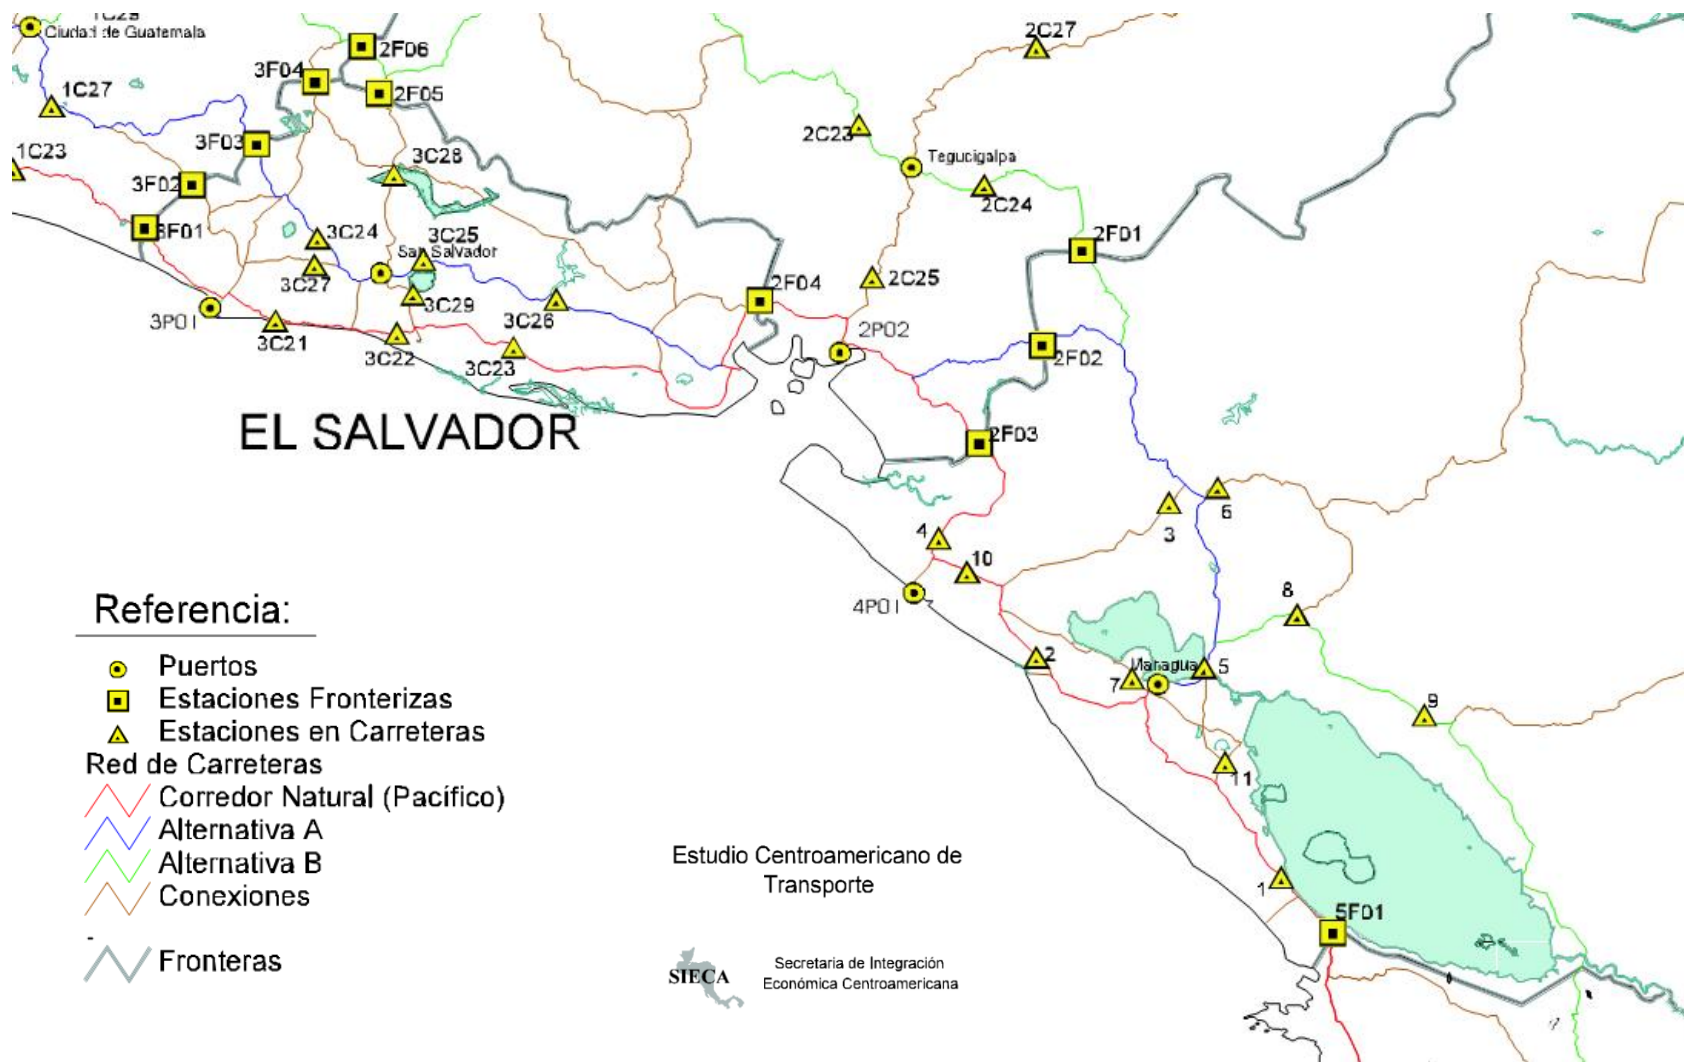 1C29
Ciudad de Guatemala
2F06
2C27
3F04
1C27
2F05
2C23
3F03
Tegucigalpa
1C23
3C28
3F02
2C24
3F01
3C24
3C25
San Salvador
2F01
3C27
2F04
2C25
3C29
3P01
3C26
2P02
3C21
3C22
3C23
2F02
EL SALVADOR
2F03
6
3
4
10
8
4P01
Referencia:
2
Managua
5
7
Puertos
Estaciones Fronterizas
9
Estaciones en Carreteras
Red de Carreteras
11
Corredor Natural (Pacífico)
Alternativa A
Alternativa B
Estudio Centroamericano de
Transporte
1
Conexiones
5F01
Fronteras
SIECA
Secretaria de Integración
Económica Centroamericana